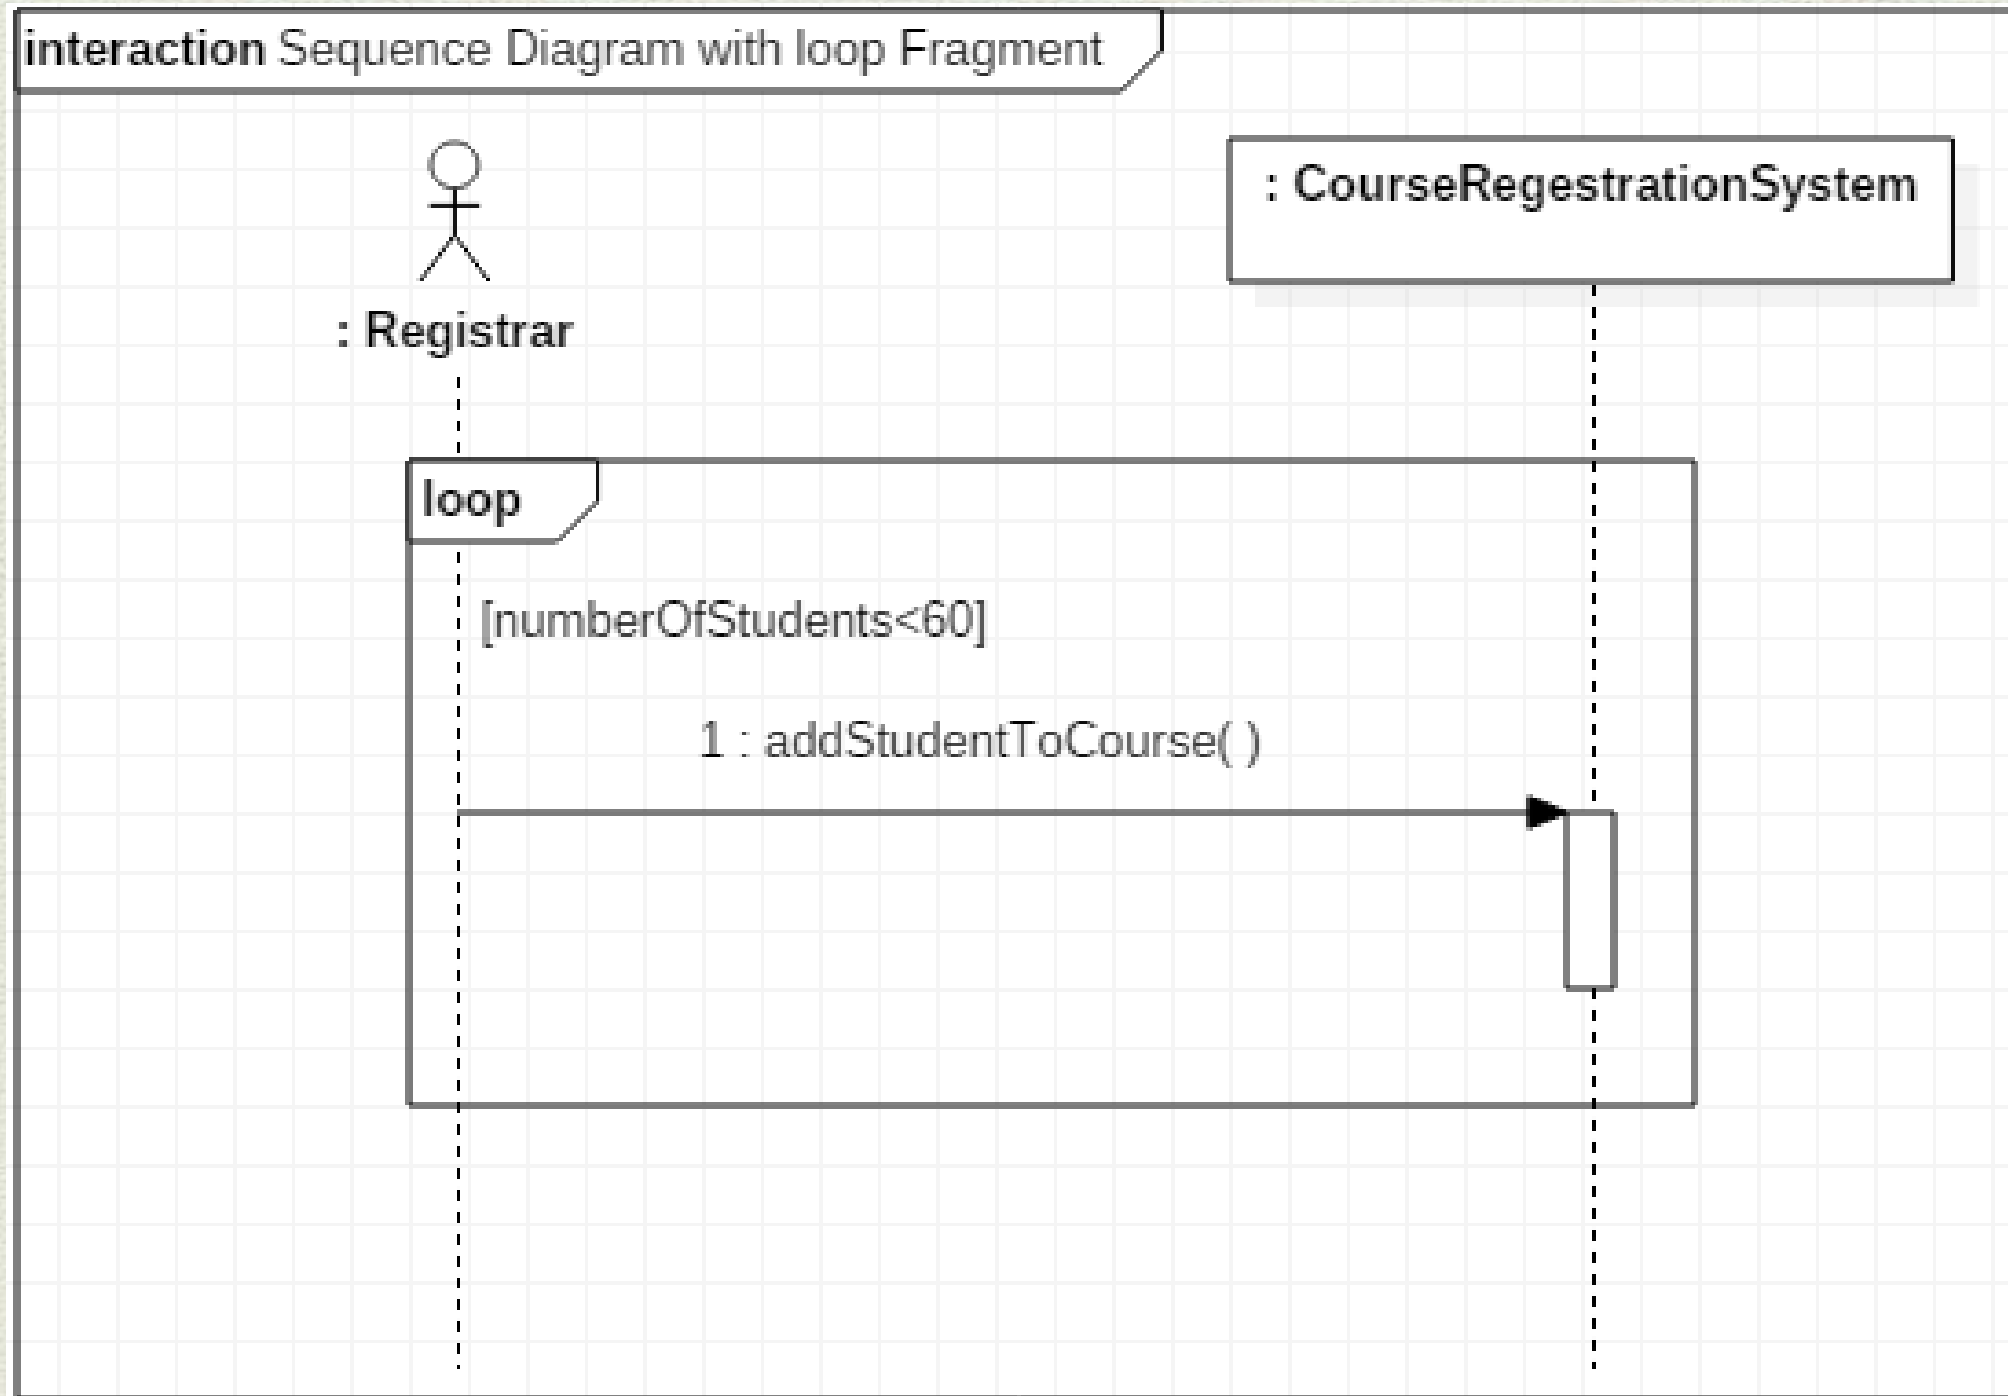 interaction Sequence Diagram with loop Fragment
: CourseRegestrationSystem
: Registrar
loop
[numberOfStudents<60]
1 : addStudentToCourse( )